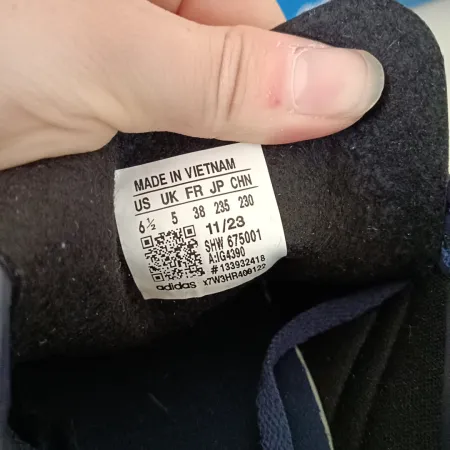 MADE IN VIETNAM
US UK FR JP CHN
6½ 5 38 235 230
11/23
SHW 675001
A:IG4390
# 133932418
adidas x7W3HR400122